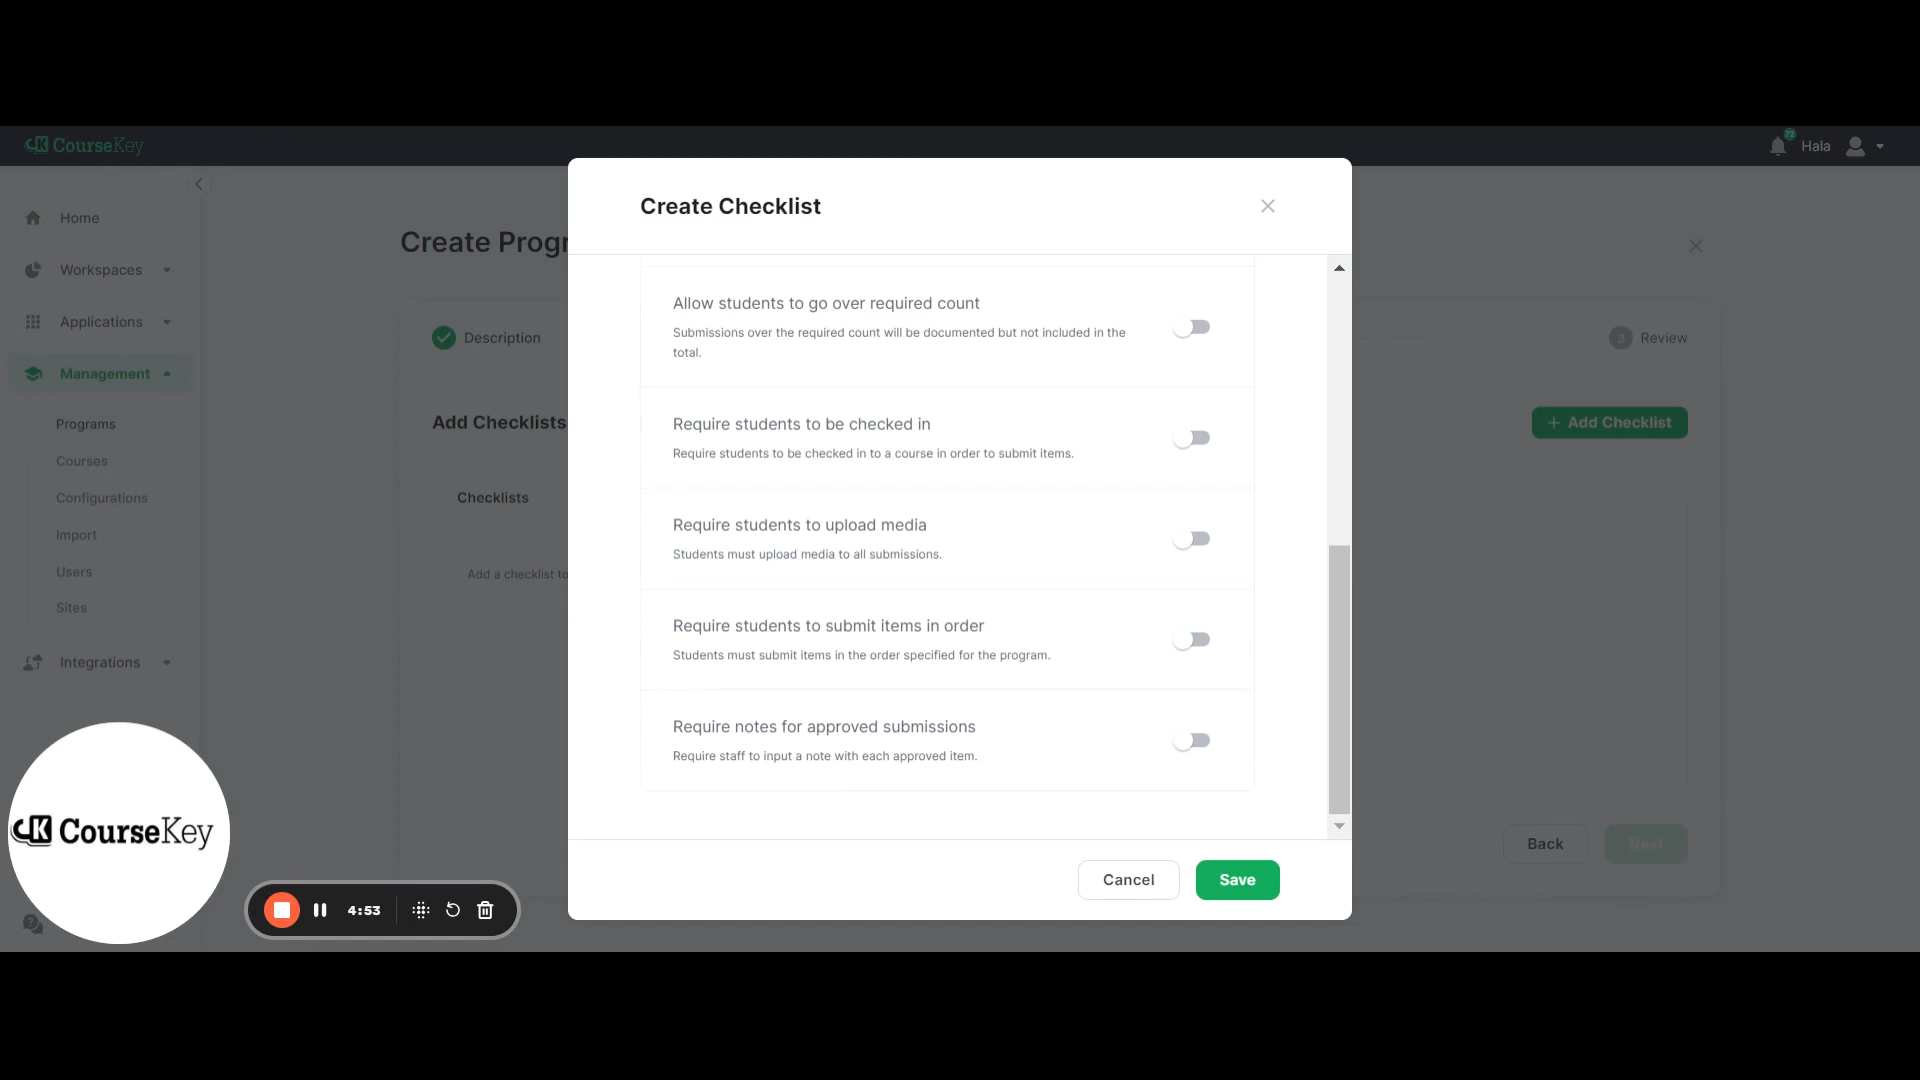 CourseKey
72
Hala
Home
Workspaces
Applications
Management
Programs
Courses
Configurations
Import
Users
Sites
Integrations
Create Progr
Description
3 Review
Add Checklists
+ Add Checklist
Checklists
Add a checklist to
Back
Next
Create Checklist
Allow students to go over required count
Submissions over the required count will be documented but not included in the
total.
Require students to be checked in
Require students to be checked in to a course in order to submit items.
Require students to upload media
Students must upload media to all submissions.
Require students to submit items in order
Students must submit items in the order specified for the program.
Require notes for approved submissions
Require staff to input a note with each approved item.
Cancel
Save
CourseKey
4:53